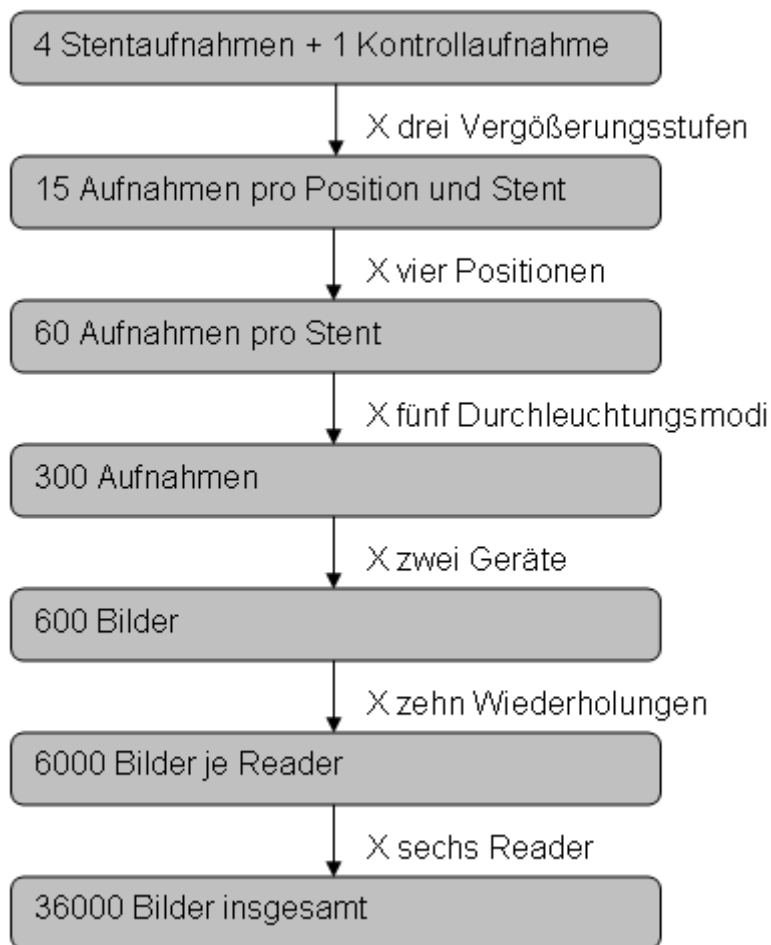 4 Stentaufnahmen + 1 Kontrollaufnahme
X drei Vergößerungsstufen
15 Aufnahmen pro Position und Stent
X vier Positionen
60 Aufnahmen pro Stent
X fünf Durchleuchtungsmodi
300 Aufnahmen
X zwei Geräte
600 Bilder
X zehn Wiederholungen
6000 Bilder je Reader
X sechs Reader
36000 Bilder insgesamt